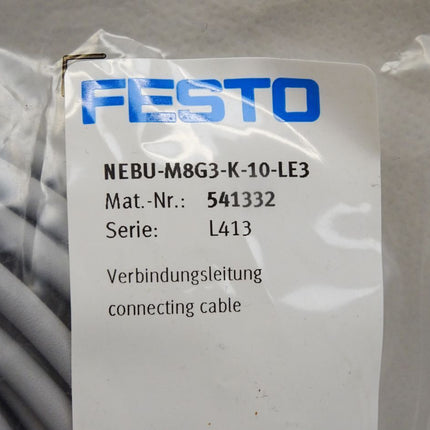 FESTO
NEBU-M8G3-K-10-LE3
Mat.-Nr.: 541332
Serie: L413
Verbindungsleitung
connecting cable